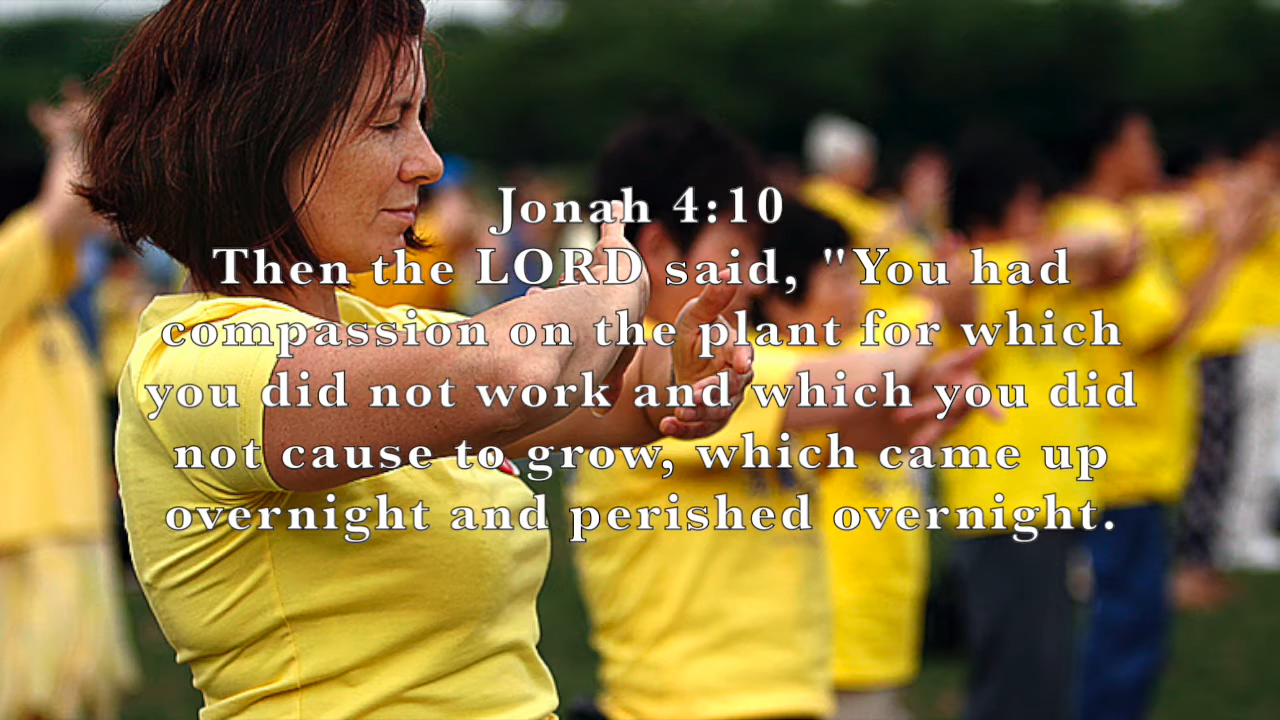 Jonah 4:10
Then the LORD said, "You had
compassion on the plant for which
you did not work and which you did
not cause to grow, which came up
overnight and perished overnight.